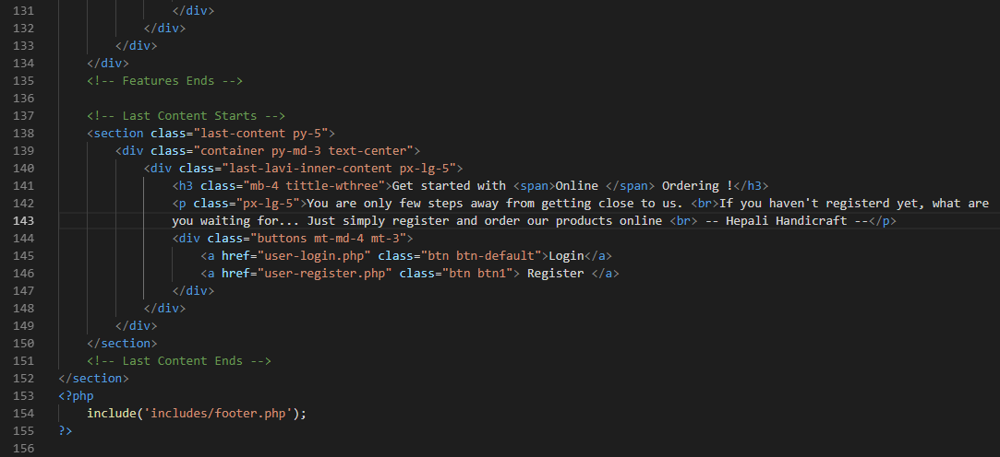 131                 </div>
132             </div>
133         </div>
134     </div>
135     <!-- Features Ends -->
136
137     <!-- Last Content Starts -->
138     <section class="last-content py-5">
139         <div class="container py-md-3 text-center">
140             <div class="last-lavi-inner-content px-lg-5">
141                 <h3 class="mb-4 tittle-wthree">Get started with <span>Online </span> Ordering !</h3>
142                 <p class="px-lg-5">You are only few steps away from getting close to us. <br>If you haven't registerd yet, what are
143                 you waiting for... Just simply register and order our products online <br> -- Hepali Handicraft --</p>
144                 <div class="buttons mt-md-4 mt-3">
145                     <a href="user-login.php" class="btn btn-default">Login</a>
146                     <a href="user-register.php" class="btn btn1"> Register </a>
147                 </div>
148             </div>
149         </div>
150     </section>
151     <!-- Last Content Ends -->
152 </section>
153 <?php
154     include('includes/footer.php');
155 ?>
156